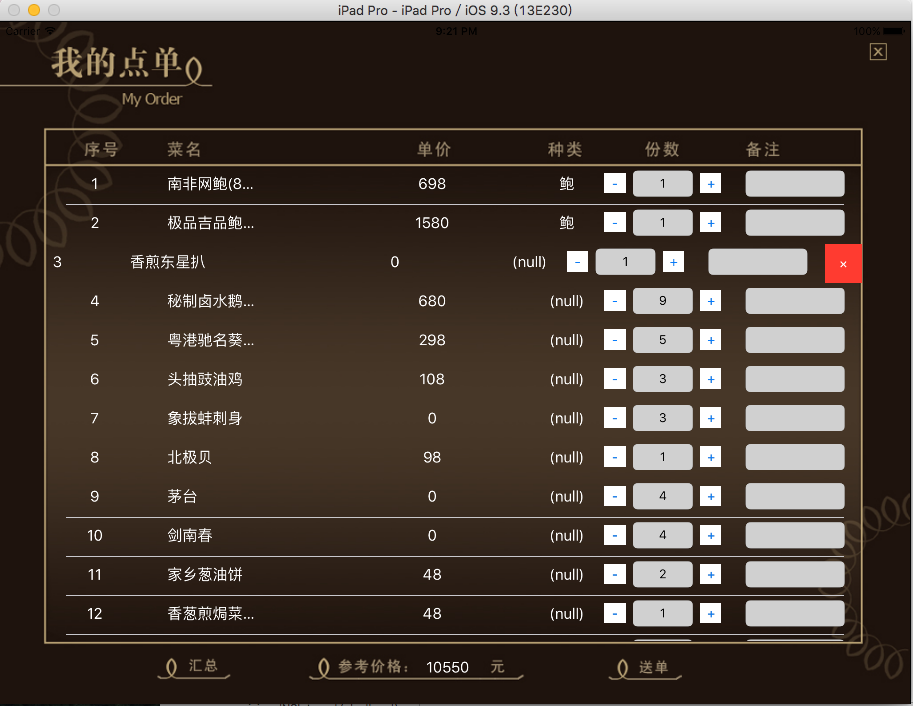 iPad Pro - iPad Pro / iOS 9.3 (13E230)
Carrier 9:21 PM 100%
我的点单
My Order
序号 菜名 单价 种类 份数 备注
1 南非网鲍(8... 698 鲍 - 1 +
2 极品吉品鲍... 1580 鲍 - 1 +
3 香煎东星扒 0 (null) - 1 + ×
4 秘制卤水鹅... 680 (null) - 9 +
5 粤港驰名葵... 298 (null) - 5 +
6 头抽豉油鸡 108 (null) - 3 +
7 象拔蚌刺身 0 (null) - 3 +
8 北极贝 98 (null) - 1 +
9 茅台 0 (null) - 4 +
10 剑南春 0 (null) - 4 +
11 家乡葱油饼 48 (null) - 2 +
12 香葱煎焗菜... 48 (null) - 1 +
汇总 参考价格： 10550 元 送单